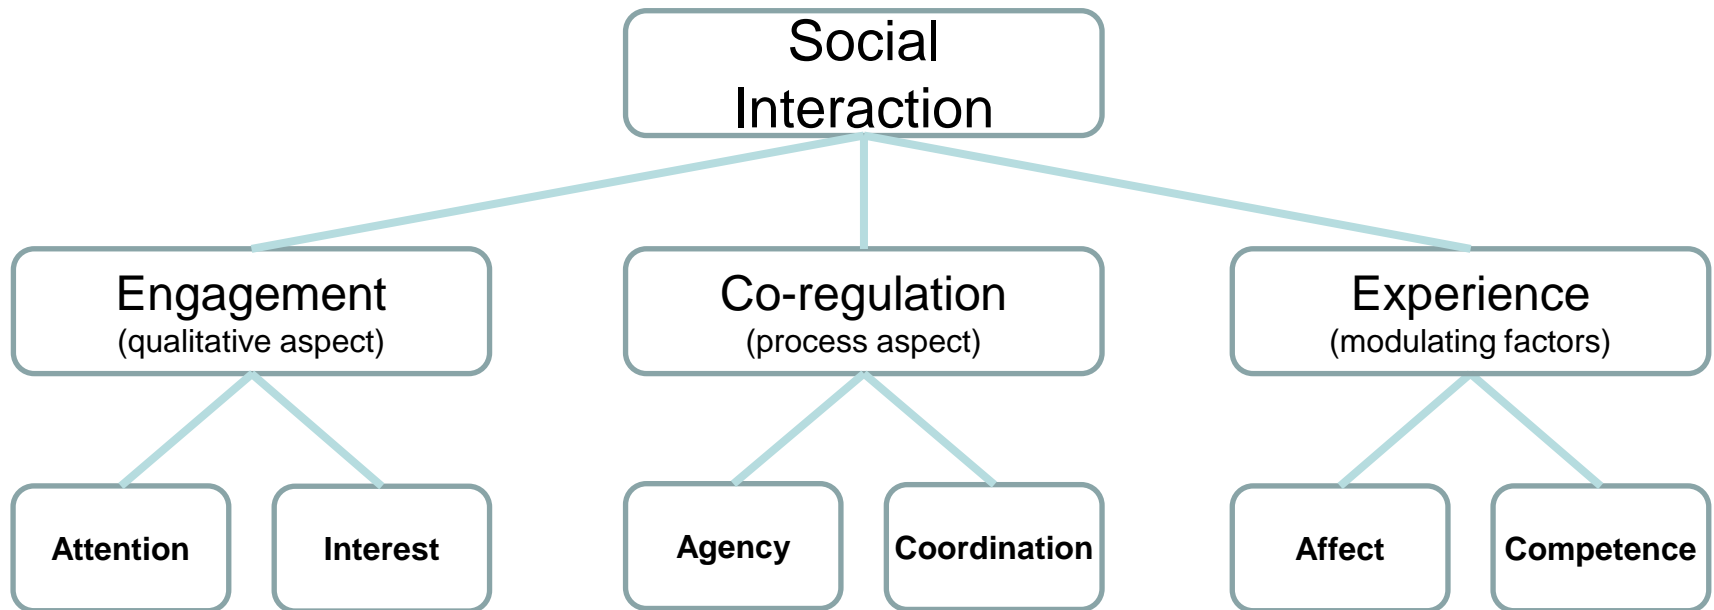 Social
Interaction
Engagement
(qualitative aspect)
Co-regulation
(process aspect)
Experience
(modulating factors)
Attention
Interest
Agency
Coordination
Affect
Competence